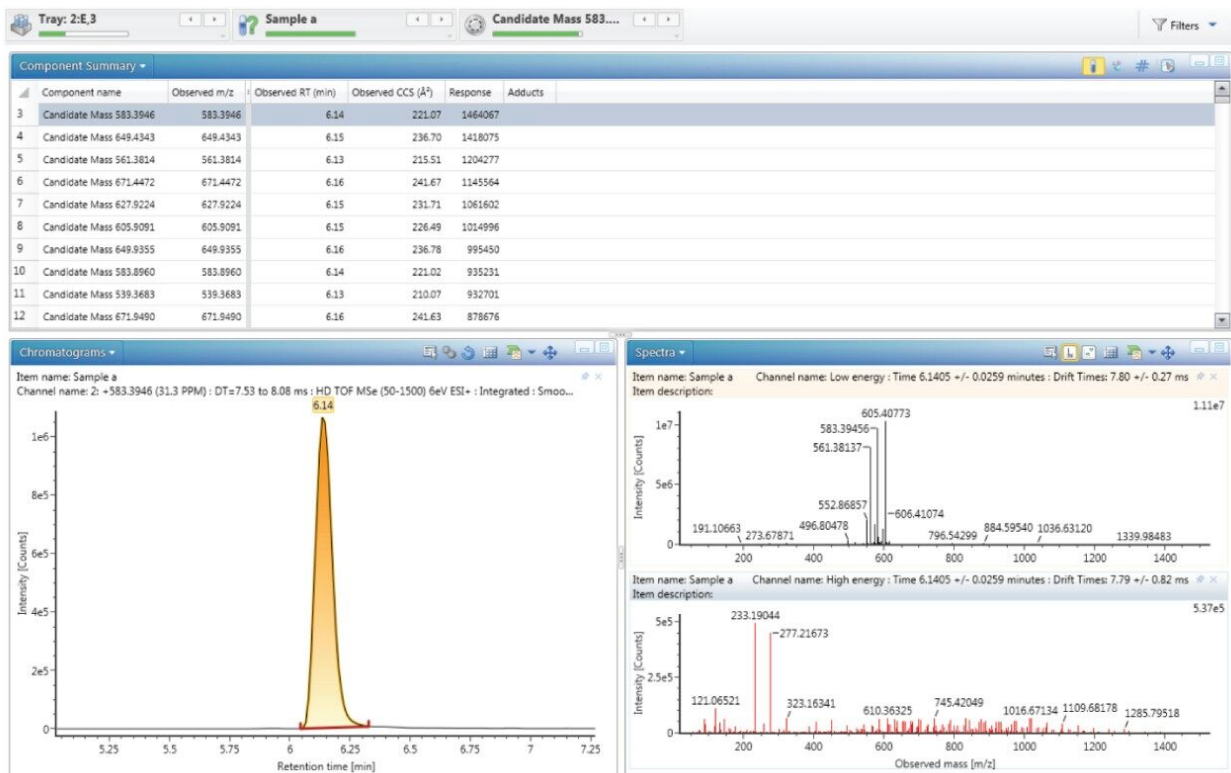 Tray: 2:E,3 Sample a Candidate Mass 583.... Filters
Component Summary
Component name Observed m/z Observed RT (min) Observed CCS (Å²) Response Adducts
3 Candidate Mass 583.3946 583.3946 6.14 221.07 1464067
4 Candidate Mass 649.4343 649.4343 6.15 236.70 1418075
5 Candidate Mass 561.3814 561.3814 6.13 215.51 1204277
6 Candidate Mass 671.4472 671.4472 6.16 241.67 1145564
7 Candidate Mass 627.9224 627.9224 6.15 231.71 1061602
8 Candidate Mass 605.9091 605.9091 6.15 226.49 1014996
9 Candidate Mass 649.9355 649.9355 6.16 236.78 995450
10 Candidate Mass 583.8960 583.8960 6.14 221.02 935231
11 Candidate Mass 539.3683 539.3683 6.13 210.07 932701
12 Candidate Mass 671.9490 671.9490 6.16 241.63 878676
Chromatograms
Item name: Sample a
Channel name: 2: +583.3946 (31.3 PPM) : DT=7.53 to 8.08 ms : HD TOF MSe (50-1500) 6eV ESI+ : Integrated : Smoo...
6.14
1e6
8e5
6e5
4e5
2e5
0
Intensity [Counts]
5.25 5.5 5.75 6 6.25 6.5 6.75 7 7.25
Retention time [min]
Spectra
Item name: Sample a Channel name: Low energy : Time 6.1405 +/- 0.0259 minutes : Drift Times: 7.80 +/- 0.27 ms
Item description:
1.11e7
605.40773
1e7
583.39456
561.38137
5e6
552.86857
606.41074
191.10663 273.67871 496.80478 796.54299 884.59540 1036.63120 1339.98483
0
Intensity [Counts]
200 400 600 800 1000 1200 1400
Item name: Sample a Channel name: High energy : Time 6.1405 +/- 0.0259 minutes : Drift Times: 7.79 +/- 0.82 ms
Item description:
5.37e5
233.19044
5e5
277.21673
2.5e5
121.06521 323.16341 610.36325 745.42049 1016.67134 1109.68178 1285.79518
0
Intensity [Counts]
200 400 600 800 1000 1200 1400
Observed mass [m/z]